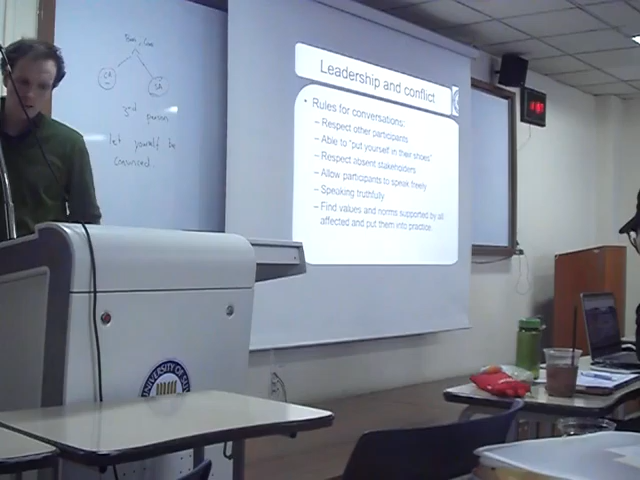 CR
SA
3rd person
let yourself be
convinced
Leadership and conflict
• Rules for conversations:
– Respect other participants
– Able to "put yourself in their shoes"
– Respect absent stakeholders
– Allow participants to speak freely
– Speaking truthfully
– Find values and norms supported by all
affected and put them into practice
UNIVERSITY OF